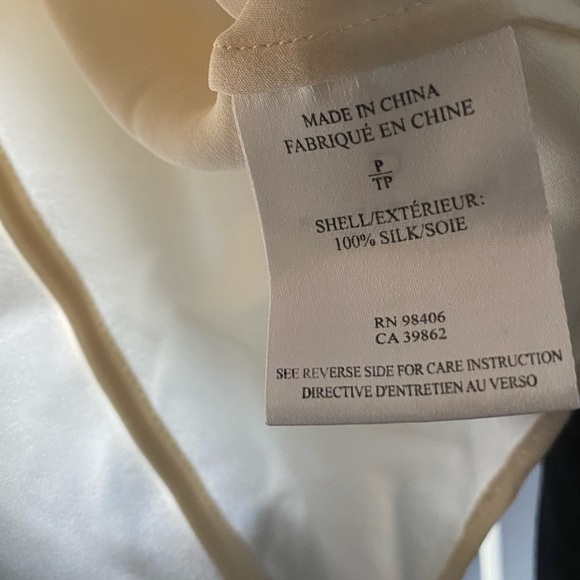 MADE IN CHINA
FABRIQUÉ EN CHINE
P
TP
SHELL/EXTÉRIEUR:
100% SILK/SOIE
RN 98406
CA 39862
SEE REVERSE SIDE FOR CARE INSTRUCTION
DIRECTIVE D'ENTRETIEN AU VERSO